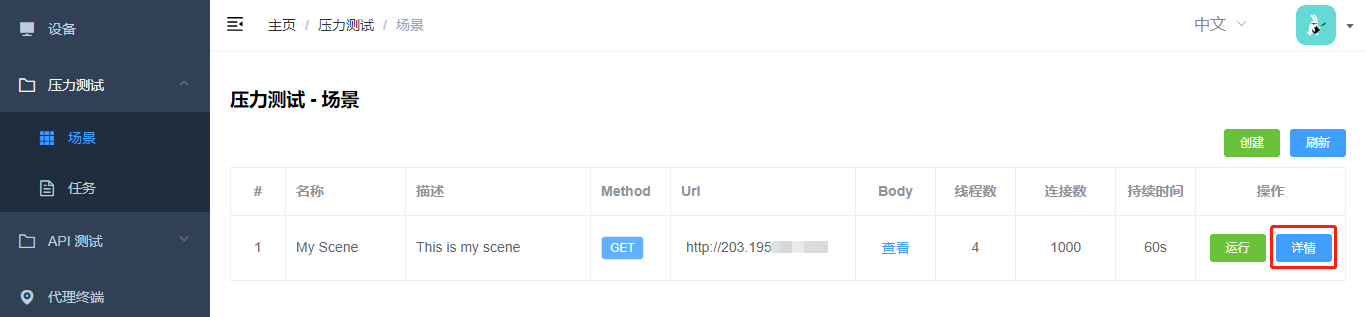 设备
压力测试
场景
任务
API 测试
代理终端
主页 / 压力测试 / 场景
中文
压力测试 - 场景
创建 刷新
# 名称 描述 Method Url Body 线程数 连接数 持续时间 操作
1 My Scene This is my scene GET http://203.195 查看 4 1000 60s 运行 详情